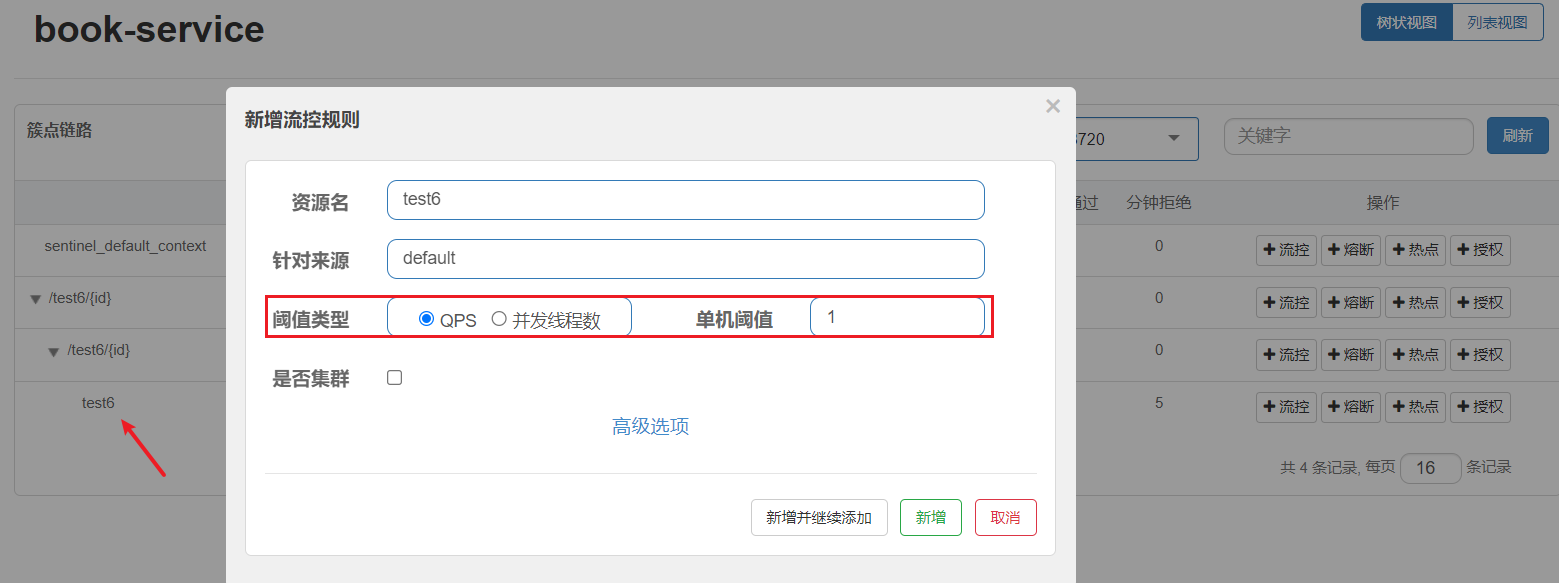 book-service
树状视图 列表视图
新增流控规则 ×
簇点链路
关键字 刷新
资源名 test6
分钟拒绝 操作
针对来源 default
sentinel_default_context 0 流控 熔断 热点 授权
/test6/{id} 0 流控 熔断 热点 授权
阈值类型 QPS 并发线程数 单机阈值 1
/test6/{id} 0 流控 熔断 热点 授权
是否集群
test6 5 流控 熔断 热点 授权
高级选项
共 4 条记录, 每页 16 条记录
新增并继续添加 新增 取消